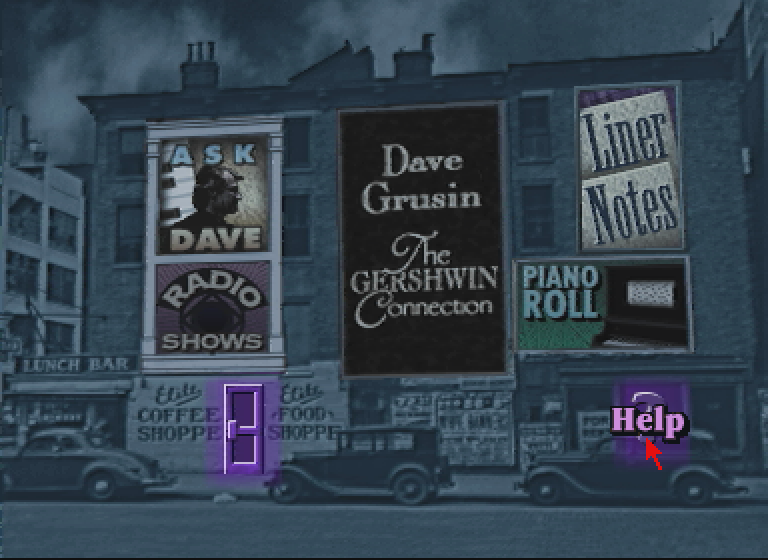 ASK
DAVE
RADIO
SHOWS
Dave
Grusin
The
GERSHWIN
Connection
Liner
Notes
PIANO
ROLL
LUNCH BAR
Elite
COFFEE
SHOPPE
Elite
FOOD
SHOPPE
Help